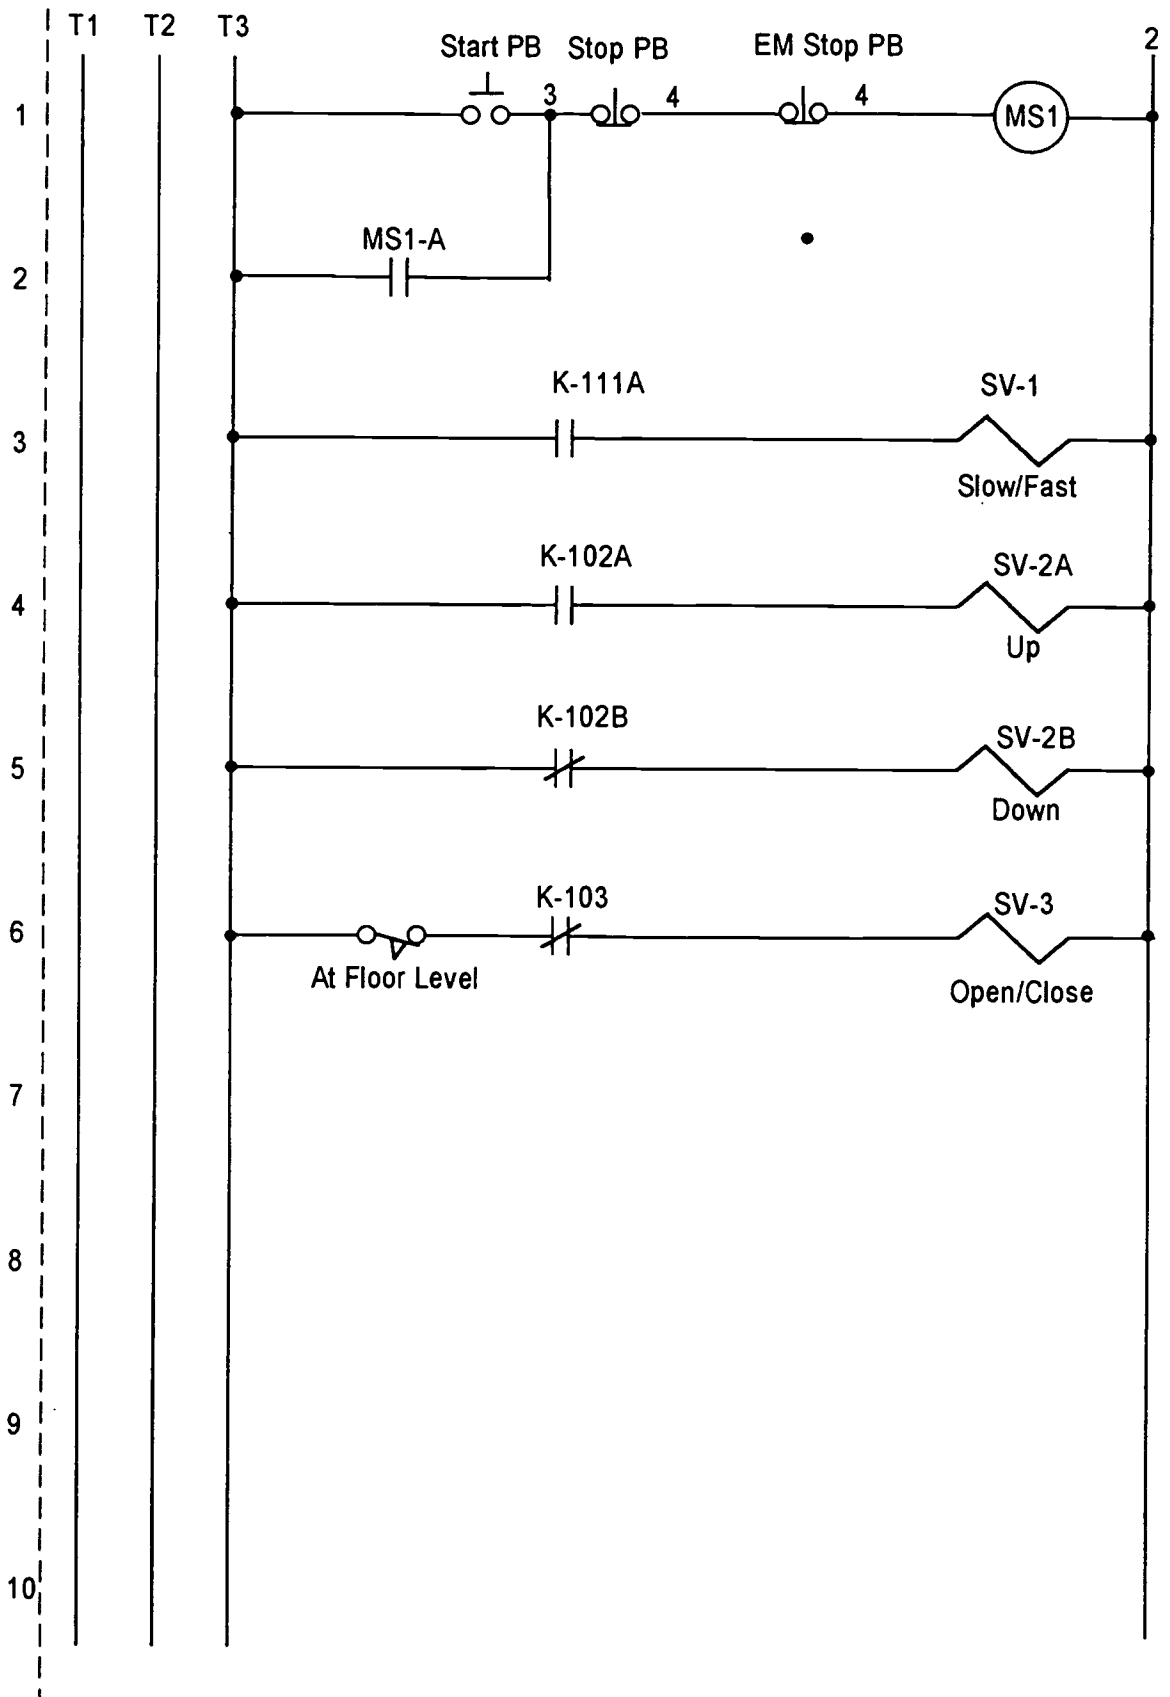 T1 T2 T3 2
Start PB Stop PB EM Stop PB
1 3 4 4 MS1
MS1-A
2
K-111A SV-1
3
Slow/Fast
K-102A SV-2A
4
Up
K-102B SV-2B
5
Down
K-103 SV-3
6
At Floor Level Open/Close
7
8
9
10